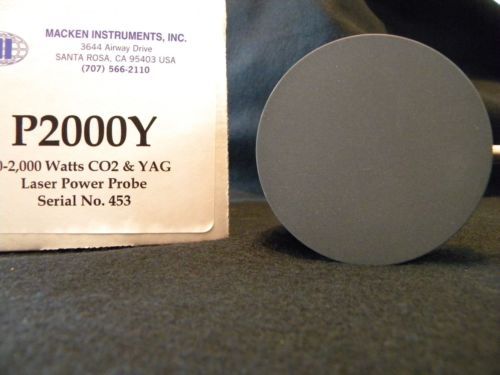 MACKEN INSTRUMENTS, INC.
3644 Airway Drive
SANTA ROSA, CA 95403 USA
(707) 566-2110
P2000Y
0-2,000 Watts CO2 & YAG
Laser Power Probe
Serial No. 453